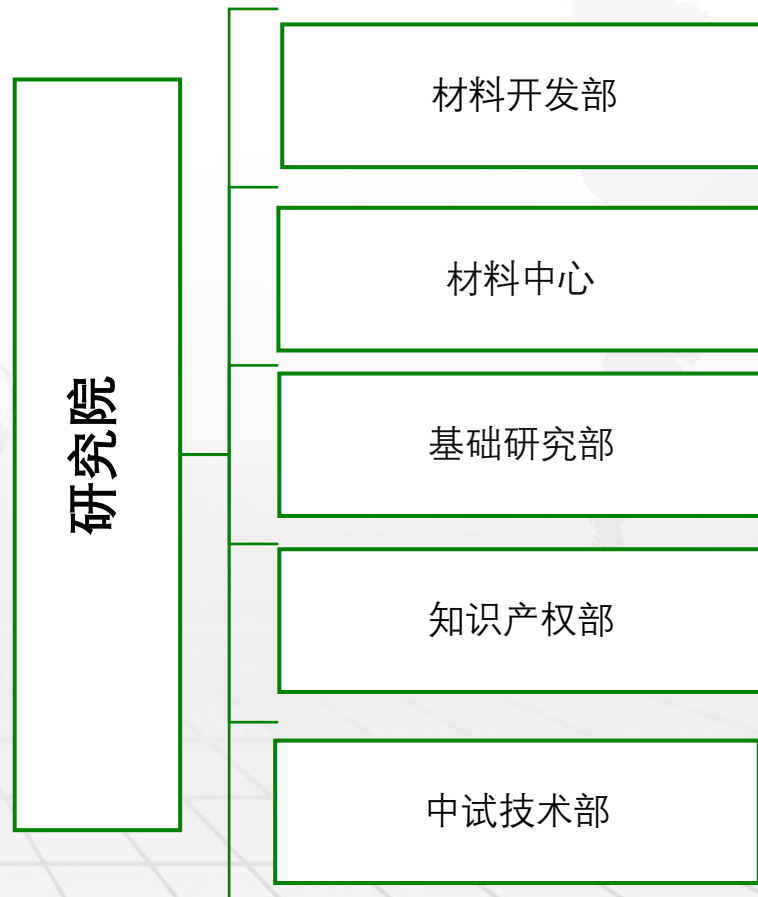 研究院
材料开发部
材料中心
基础研究部
知识产权部
中试技术部